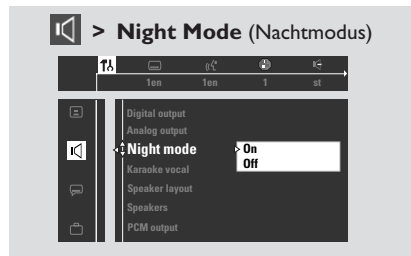 > Night Mode (Nachtmodus)
1en 1en 1 st
Digital output
Analog output
Night mode
On
Off
Karaoke vocal
Speaker layout
Speakers
PCM output